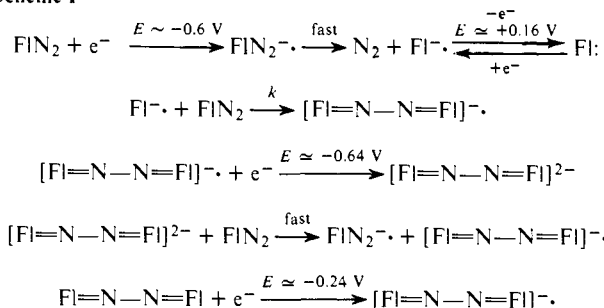 FlN₂ + e⁻ —E ~ −0.6 V→ FlN₂⁻· —fast→ N₂ + Fl⁻· ⇌ (−e⁻, E ≃ +0.16 V, +e⁻) Fl:
Fl⁻· + FlN₂ —k→ [Fl=N—N=Fl]⁻·
[Fl=N—N=Fl]⁻· + e⁻ —E ≃ −0.64 V→ [Fl=N—N=Fl]²⁻
[Fl=N—N=Fl]²⁻ + FlN₂ —fast→ FlN₂⁻· + [Fl=N—N=Fl]⁻·
Fl=N—N=Fl + e⁻ —E ≃ −0.24 V→ [Fl=N—N=Fl]⁻·